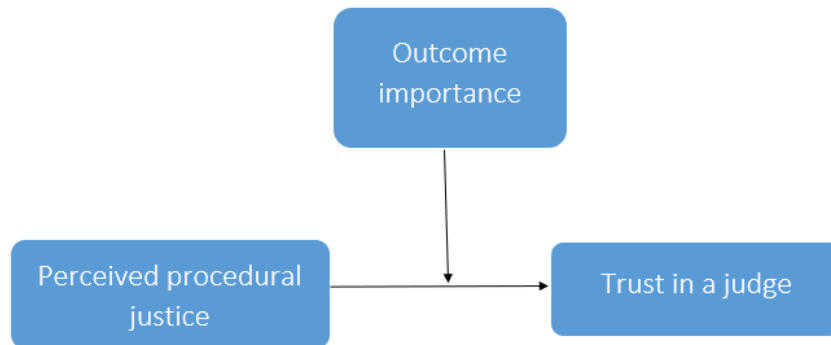 Outcome
importance
Perceived procedural
justice
Trust in a judge